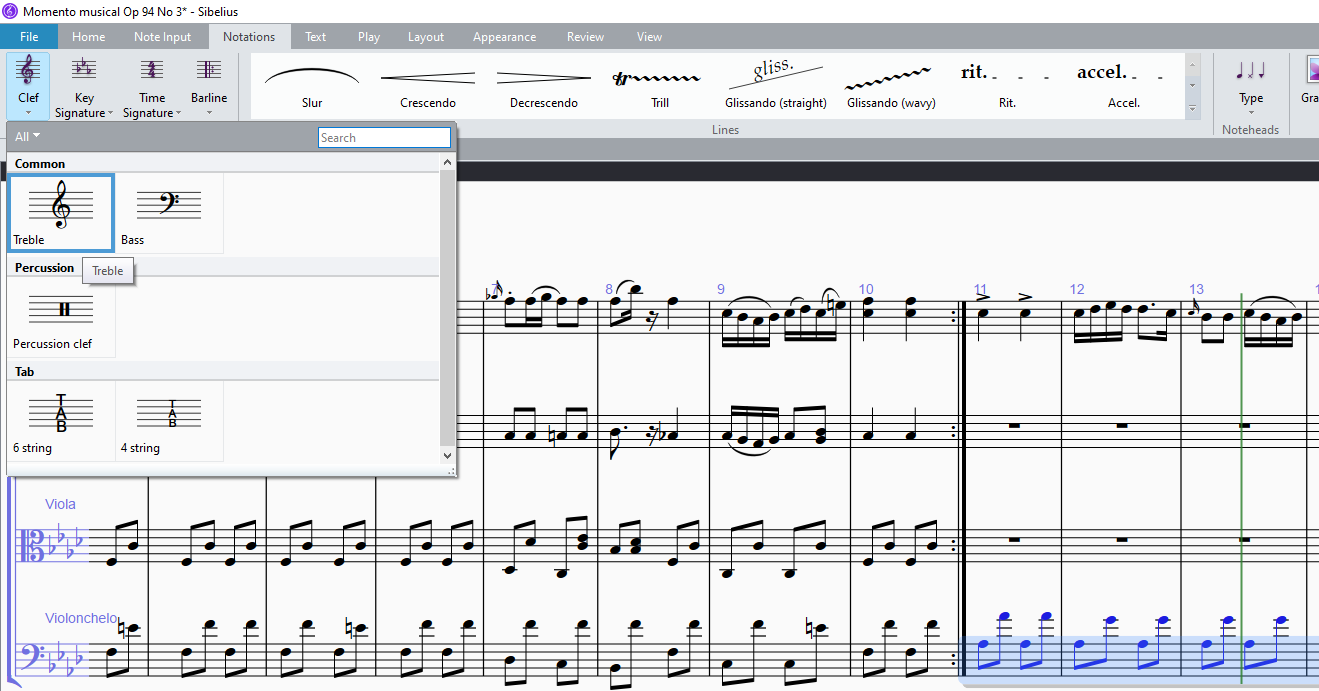 Momento musical Op 94 No 3* - Sibelius
File Home Note Input Notations Text Play Layout Appearance Review View
gliss.
rit. accel.
tr
Clef Key Signature Time Signature Barline
Slur Crescendo Decrescendo Trill Glissando (straight) Glissando (wavy) Rit. Accel.
Type
Gra
Lines
Noteheads
All Search
Common
Treble Bass
Percussion
Treble
Percussion clef
Tab
T
A
B
T
A
B
6 string 4 string
7 8 9 10 11 12 13 1
Viola
Violonchelo